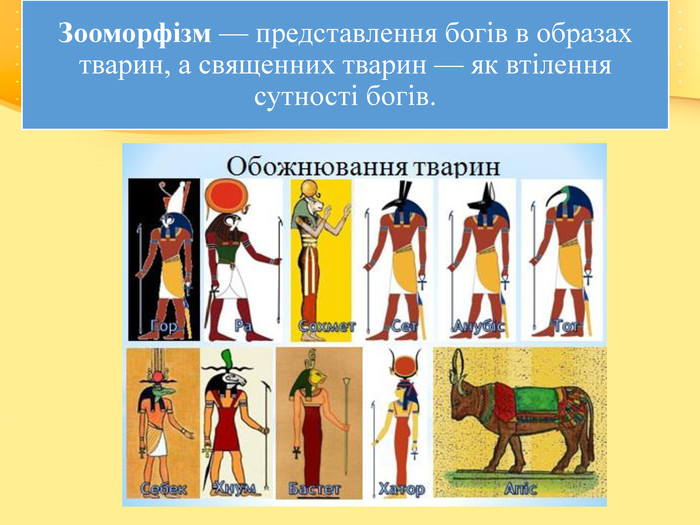 Зооморфізм — представлення богів в образах
тварин, а священних тварин — як втілення
сутності богів.
Обожнювання тварин
Гор Ра Сохмет Сет Анубіс Тот
Себек Хнум Бастет Хатор Апіс